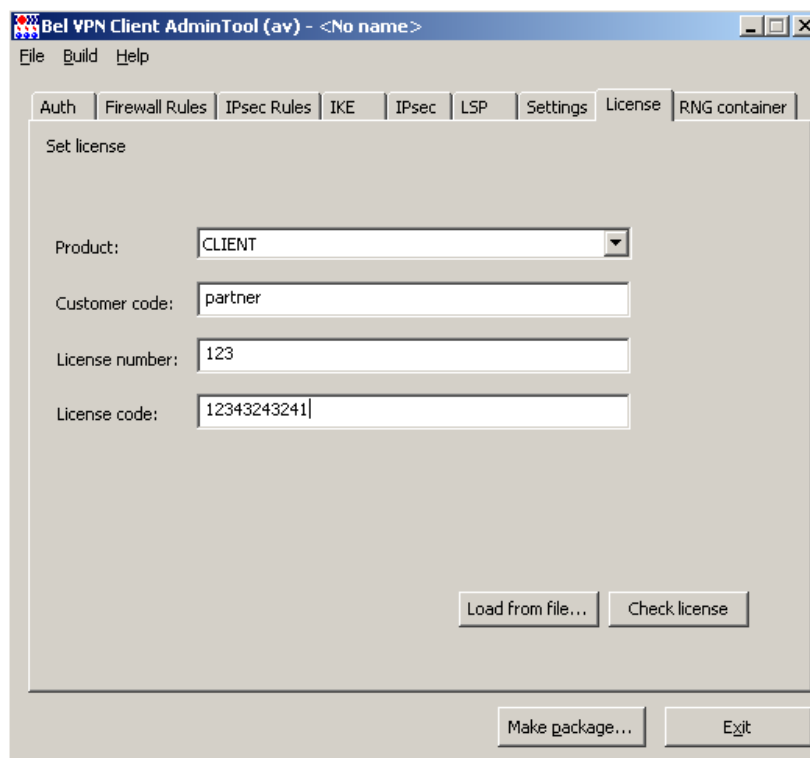 Bel VPN Client AdminTool (av) - <No name>
File Build Help
Auth Firewall Rules IPsec Rules IKE IPsec LSP Settings License RNG container
Set license
Product: CLIENT
Customer code: partner
License number: 123
License code: 12343243241
Load from file... Check license
Make package... Exit